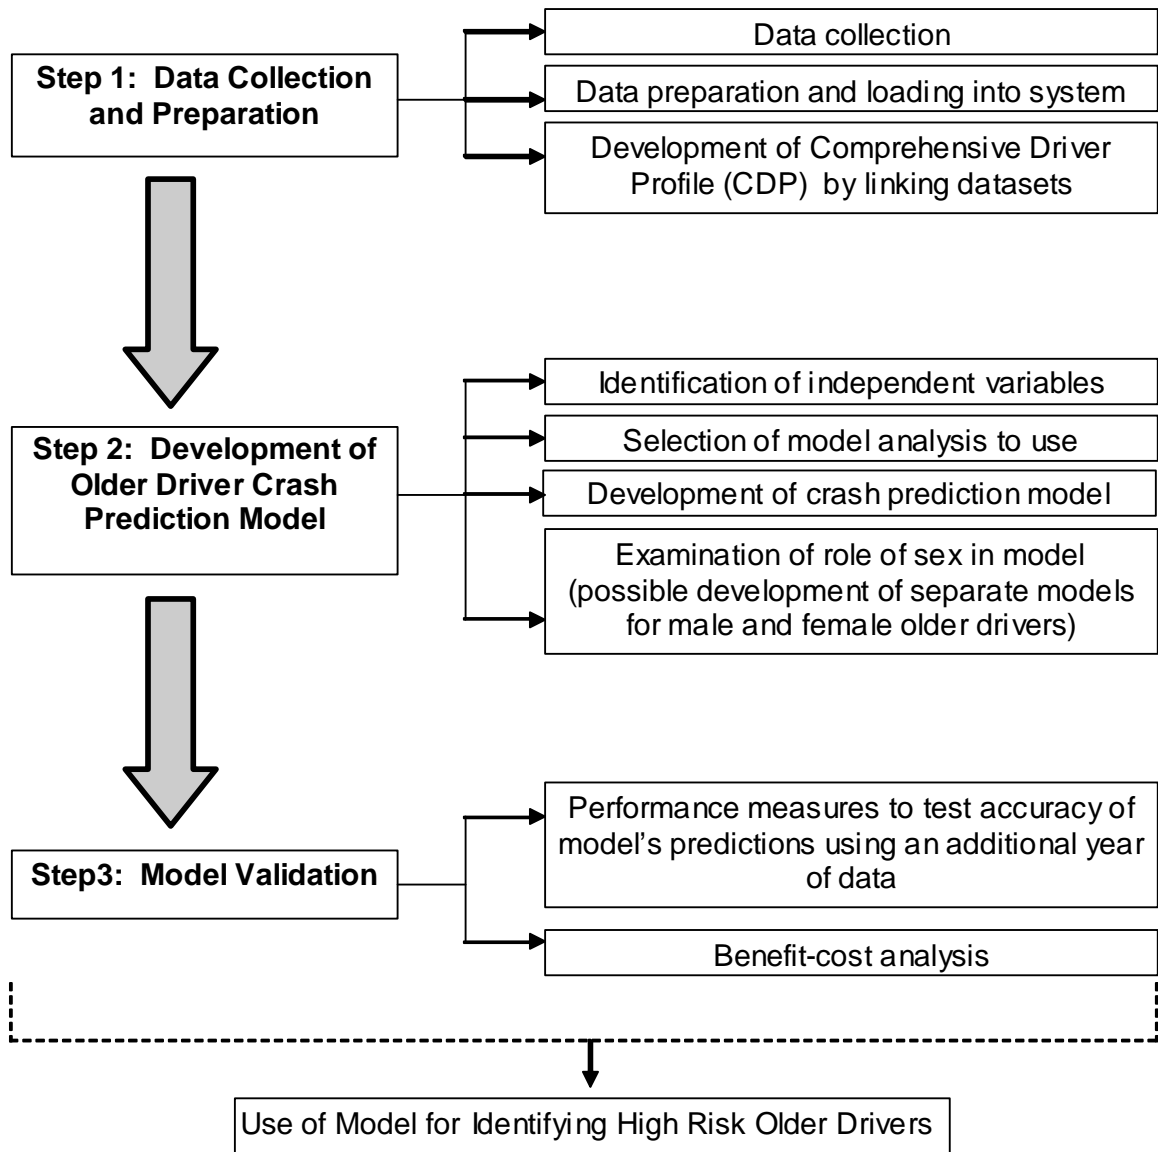 Data collection
Step 1:  Data Collection
and Preparation
Data preparation and loading into system
Development of Comprehensive Driver
Profile (CDP)  by linking datasets
Identification of independent variables
Step 2:  Development of
Older Driver Crash
Prediction Model
Selection of model analysis to use
Development of crash prediction model
Examination of role of sex in model
(possible development of separate models
for male and female older drivers)
Performance measures to test accuracy of
model's predictions using an additional year
of data
Step3:  Model Validation
Benefit-cost analysis
Use of Model for Identifying High Risk Older Drivers